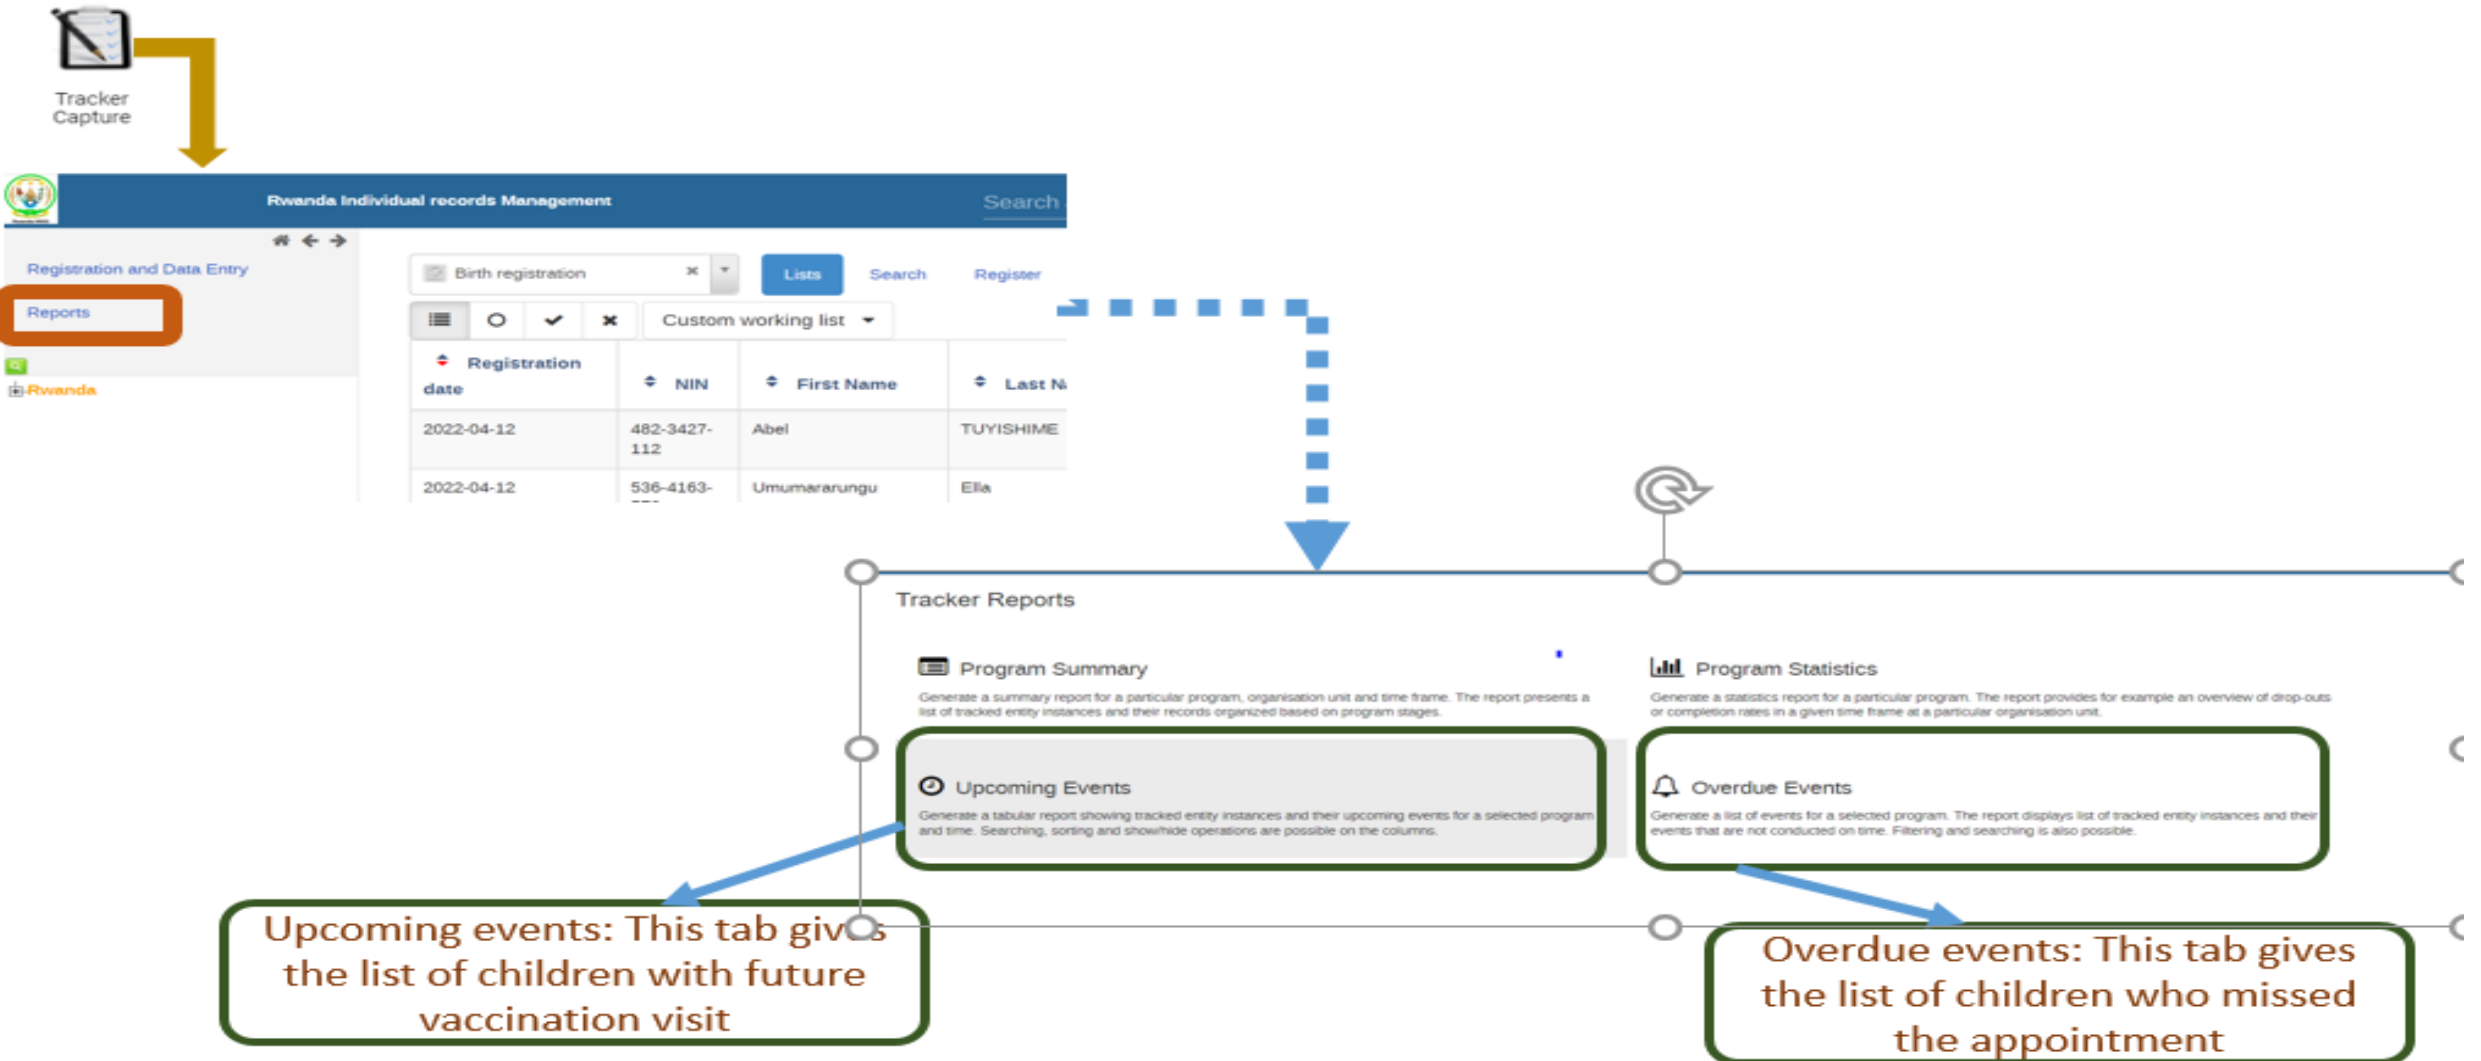 Tracker
Capture
Rwanda Individual records Management
Search
Registration and Data Entry
Reports
Rwanda
Birth registration
Lists
Search
Register
Custom working list
Registration
date
NIN
First Name
Last
2022-04-12
482-3427-
112
Abel
TUYISHIME
2022-04-12
536-4163-
Umumararungu
Ella
Tracker Reports
Program Summary
Generate a summary report for a particular program, organisation unit and time frame. The report presents a
list of tracked entity instances and their records organized based on program stages.
Program Statistics
Generate a statistics report for a particular program. The report provides for example an overview of drop-outs
or completion rates in a given time frame at a particular organisation unit.
Upcoming Events
Generate a tabular report showing tracked entity instances and their upcoming events for a selected program
and time. Searching, sorting and show/hide operations are possible on the columns.
Overdue Events
Generate a list of events for a selected program. The report displays list of tracked entity instances and their
events that are not conducted on time. Filtering and searching is also possible.
Upcoming events: This tab gives
the list of children with future
vaccination visit
Overdue events: This tab gives
the list of children who missed
the appointment